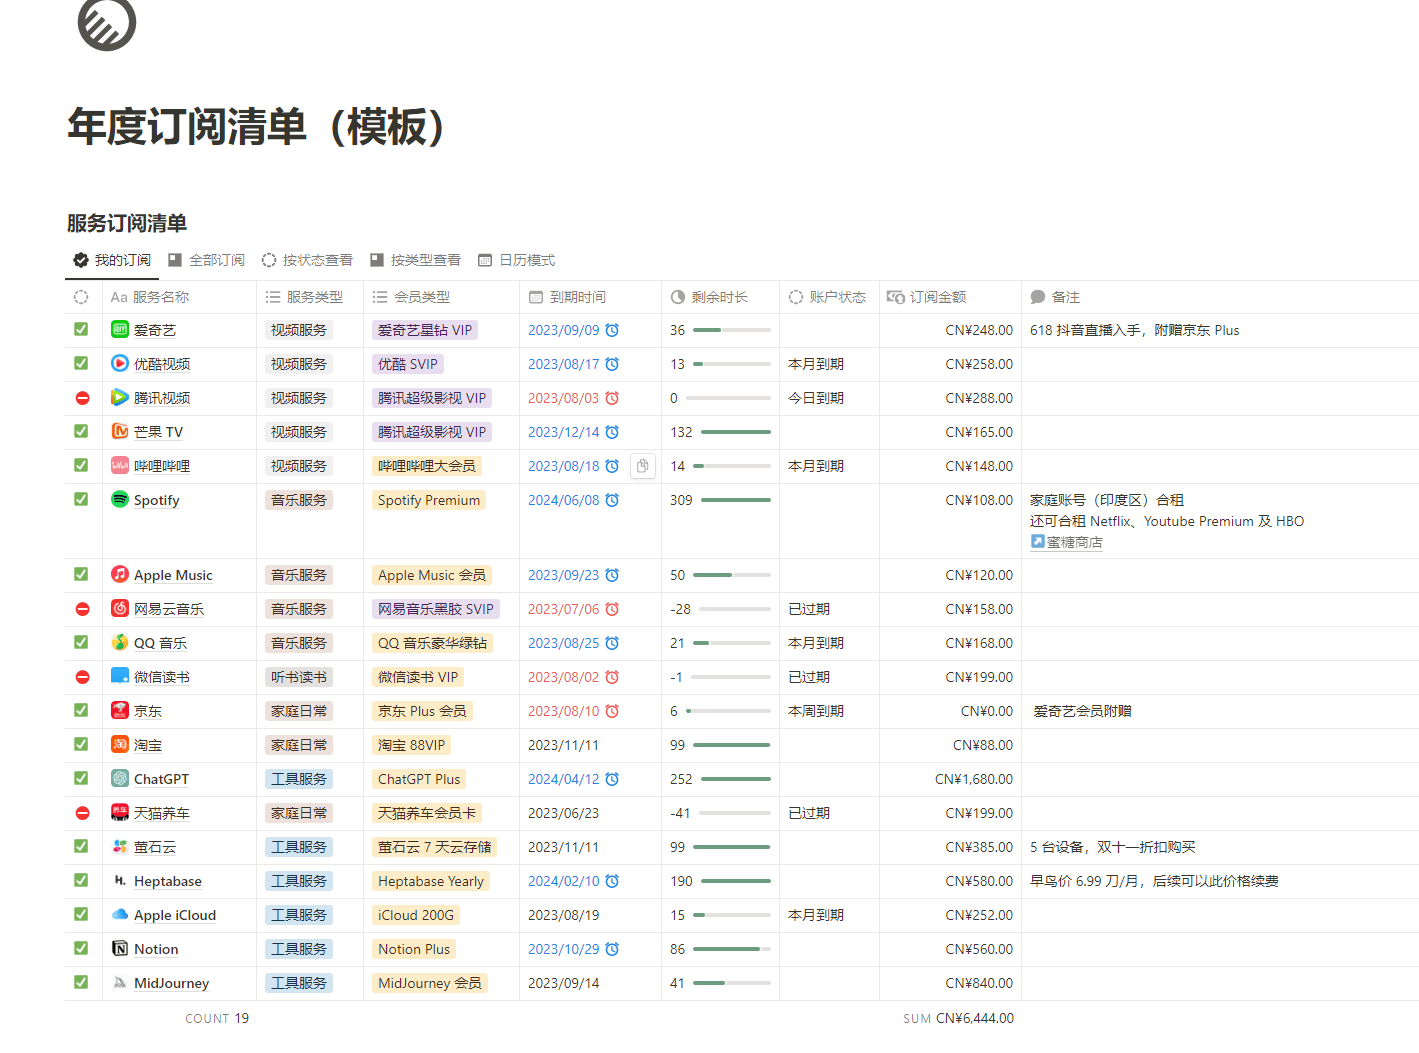 年度订阅清单（模板）
服务订阅清单
我的订阅 全部订阅 按状态查看 按类型查看 日历模式
Aa 服务名称 服务类型 会员类型 到期时间 剩余时长 账户状态 订阅金额 备注
爱奇艺 视频服务 爱奇艺星钻 VIP 2023/09/09 36 CN¥248.00 618 抖音直播入手，附赠京东 Plus
优酷视频 视频服务 优酷 SVIP 2023/08/17 13 本月到期 CN¥258.00
腾讯视频 视频服务 腾讯超级影视 VIP 2023/08/03 0 今日到期 CN¥288.00
芒果 TV 视频服务 腾讯超级影视 VIP 2023/12/14 132 CN¥165.00
哔哩哔哩 视频服务 哔哩哔哩大会员 2023/08/18 14 本月到期 CN¥148.00
Spotify 音乐服务 Spotify Premium 2024/06/08 309 CN¥108.00 家庭账号（印度区）合租
还可合租 Netflix、Youtube Premium 及 HBO
蜜糖商店
Apple Music 音乐服务 Apple Music 会员 2023/09/23 50 CN¥120.00
网易云音乐 音乐服务 网易音乐黑胶 SVIP 2023/07/06 -28 已过期 CN¥158.00
QQ 音乐 音乐服务 QQ 音乐豪华绿钻 2023/08/25 21 本月到期 CN¥168.00
微信读书 听书读书 微信读书 VIP 2023/08/02 -1 已过期 CN¥199.00
京东 家庭日常 京东 Plus 会员 2023/08/10 6 本周到期 CN¥0.00 爱奇艺会员附赠
淘宝 家庭日常 淘宝 88VIP 2023/11/11 99 CN¥88.00
ChatGPT 工具服务 ChatGPT Plus 2024/04/12 252 CN¥1,680.00
天猫养车 家庭日常 天猫养车会员卡 2023/06/23 -41 已过期 CN¥199.00
萤石云 工具服务 萤石云 7 天云存储 2023/11/11 99 CN¥385.00 5 台设备，双十一折扣购买
Heptabase 工具服务 Heptabase Yearly 2024/02/10 190 CN¥580.00 早鸟价 6.99 刀/月，后续可以此价格续费
Apple iCloud 工具服务 iCloud 200G 2023/08/19 15 本月到期 CN¥252.00
Notion 工具服务 Notion Plus 2023/10/29 86 CN¥560.00
MidJourney 工具服务 MidJourney 会员 2023/09/14 41 CN¥840.00
COUNT 19 SUM CN¥6,444.00